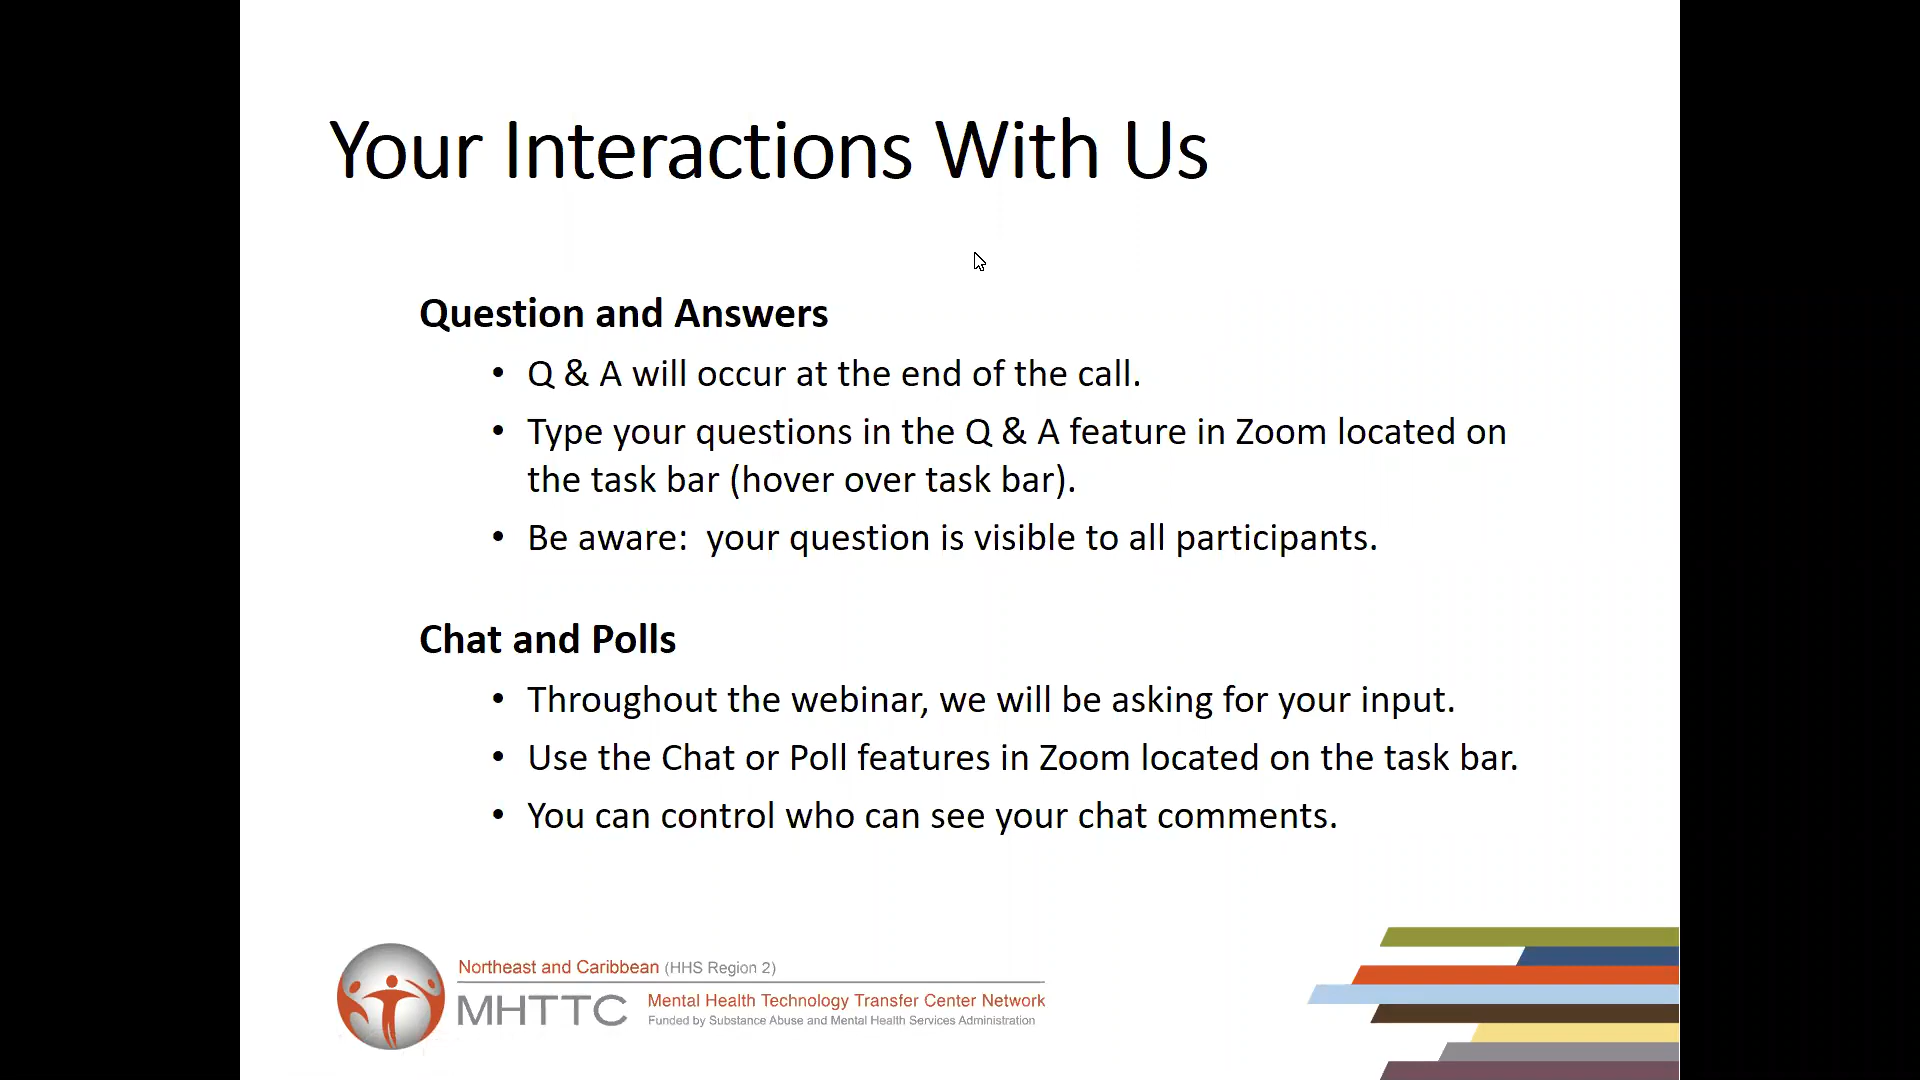 Your Interactions With Us
Question and Answers
• Q & A will occur at the end of the call.
• Type your questions in the Q & A feature in Zoom located on
the task bar (hover over task bar).
• Be aware:  your question is visible to all participants.
Chat and Polls
• Throughout the webinar, we will be asking for your input.
• Use the Chat or Poll features in Zoom located on the task bar.
• You can control who can see your chat comments.
Northeast and Caribbean (HHS Region 2)
MHTTC
Mental Health Technology Transfer Center Network
Funded by Substance Abuse and Mental Health Services Administration